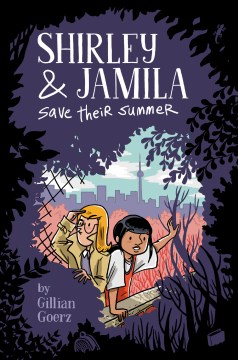 SHIRLEY
& JAMILA
save their summer
by
Gillian
Goerz